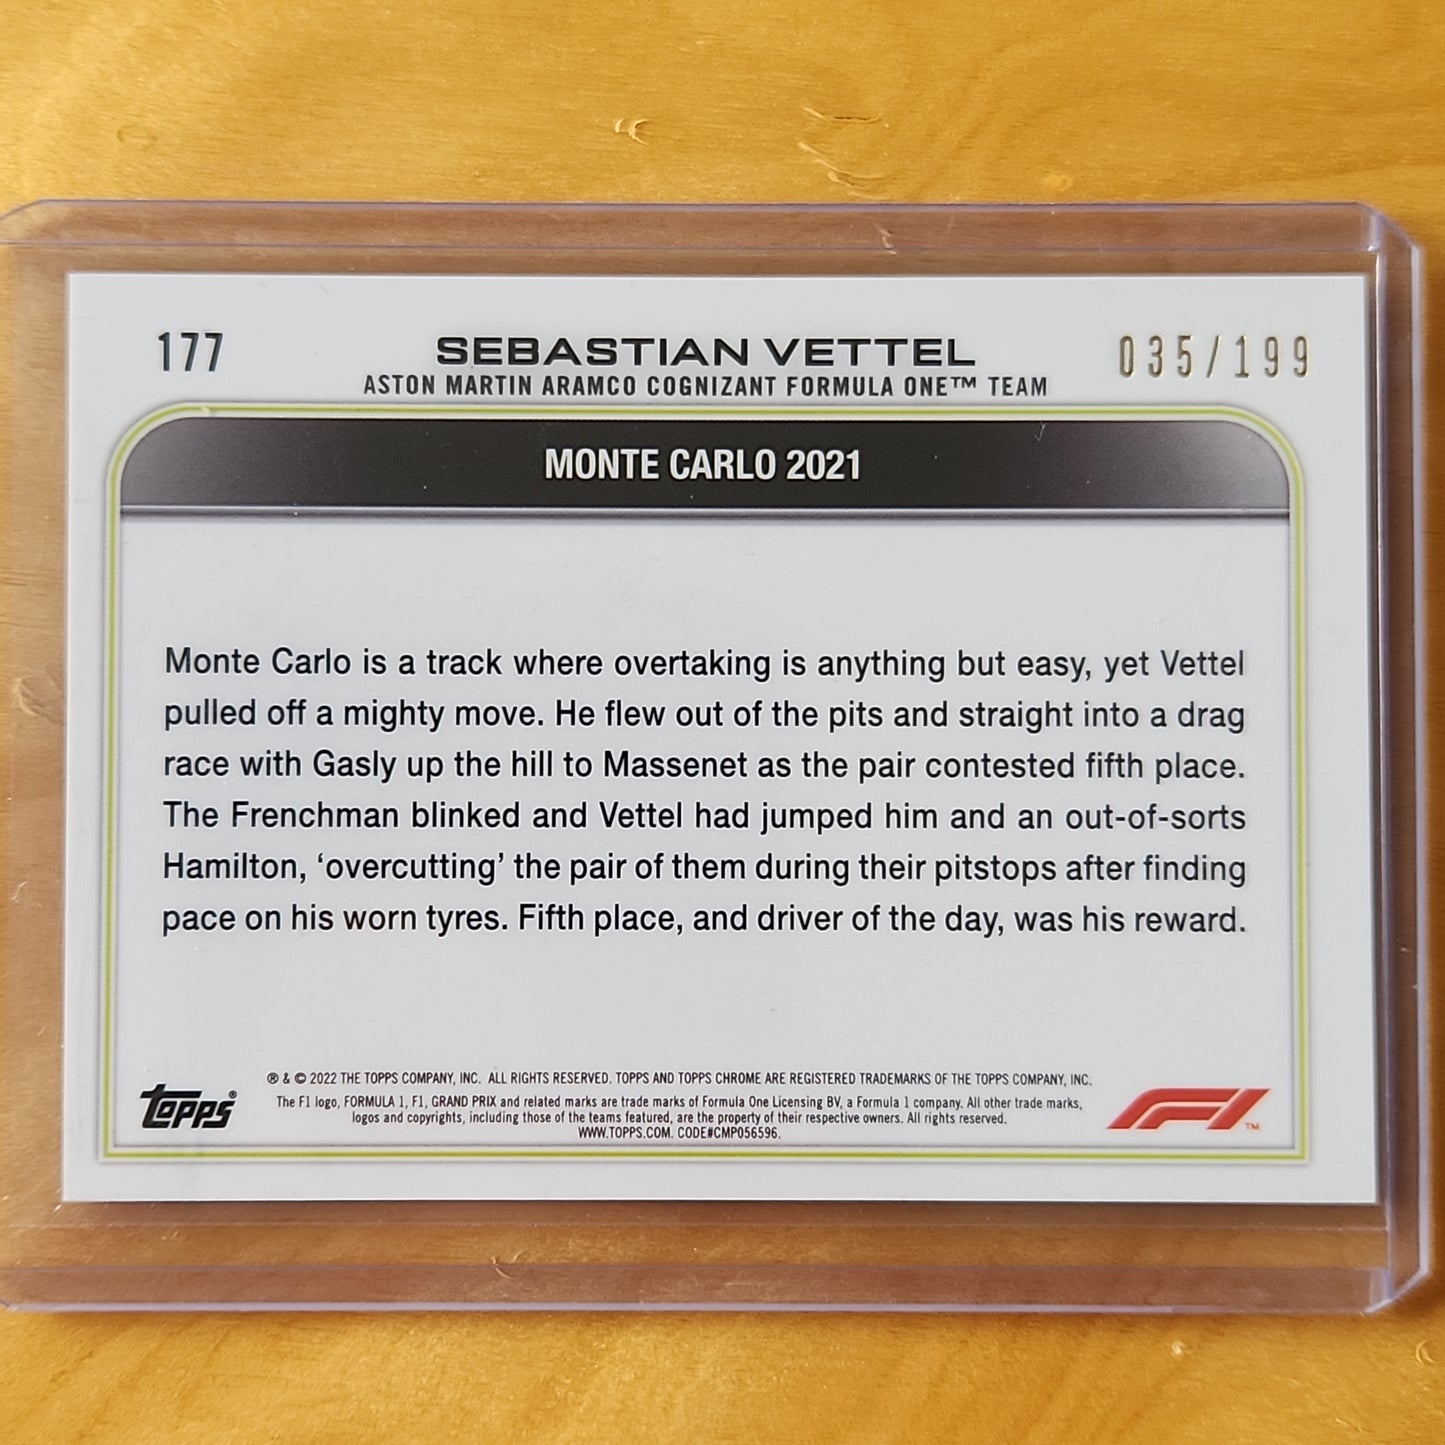 177
SEBASTIAN VETTEL
035/199
ASTON MARTIN ARAMCO COGNIZANT FORMULA ONE™ TEAM
MONTE CARLO 2021
Monte Carlo is a track where overtaking is anything but easy, yet Vettel
pulled off a mighty move. He flew out of the pits and straight into a drag
race with Gasly up the hill to Massenet as the pair contested fifth place.
The Frenchman blinked and Vettel had jumped him and an out-of-sorts
Hamilton, ‘overcutting’ the pair of them during their pitstops after finding
pace on his worn tyres. Fifth place, and driver of the day, was his reward.
topps®
® & © 2022 THE TOPPS COMPANY, INC. ALL RIGHTS RESERVED. TOPPS AND TOPPS CHROME ARE REGISTERED TRADEMARKS OF THE TOPPS COMPANY, INC.
The F1 logo, FORMULA 1, F1, GRAND PRIX and related marks are trade marks of Formula One Licensing BV, a Formula 1 company. All other trade marks,
logos and copyrights, including those of the teams featured, are the property of their respective owners. All rights reserved.
WWW.TOPPS.COM. CODE#CMP056596.
F1™